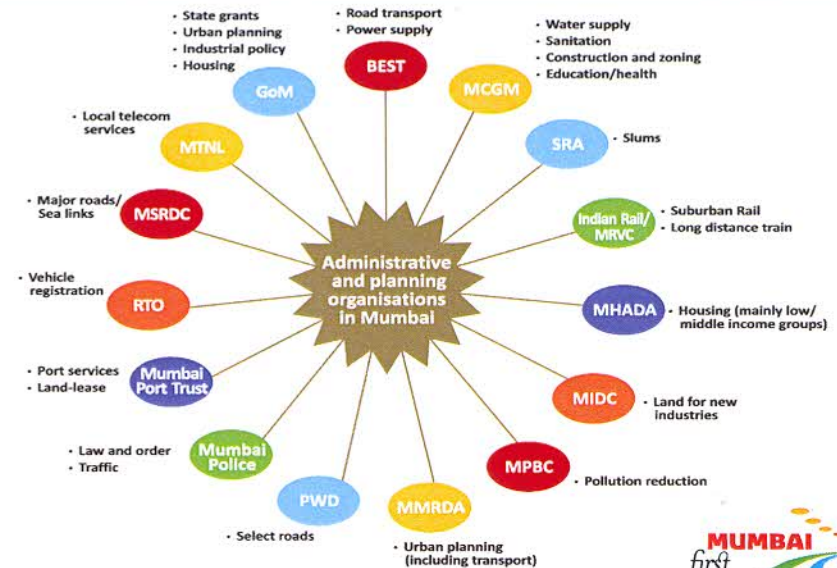 Administrative
and planning
organisations
in Mumbai
BEST
• Road transport
• Power supply
MCGM
• Water supply
• Sanitation
• Construction and zoning
• Education/health
SRA
• Slums
Indian Rail/
MRVC
• Suburban Rail
• Long distance train
MHADA
• Housing (mainly low/
middle income groups)
MIDC
• Land for new
industries
MPBC
• Pollution reduction
MMRDA
• Urban planning
(including transport)
PWD
• Select roads
Mumbai
Police
• Law and order
• Traffic
Mumbai
Port Trust
• Port services
• Land-lease
RTO
• Vehicle
registration
MSRDC
• Major roads/
Sea links
MTNL
• Local telecom
services
GoM
• State grants
• Urban planning
• Industrial policy
• Housing
MUMBAI
first